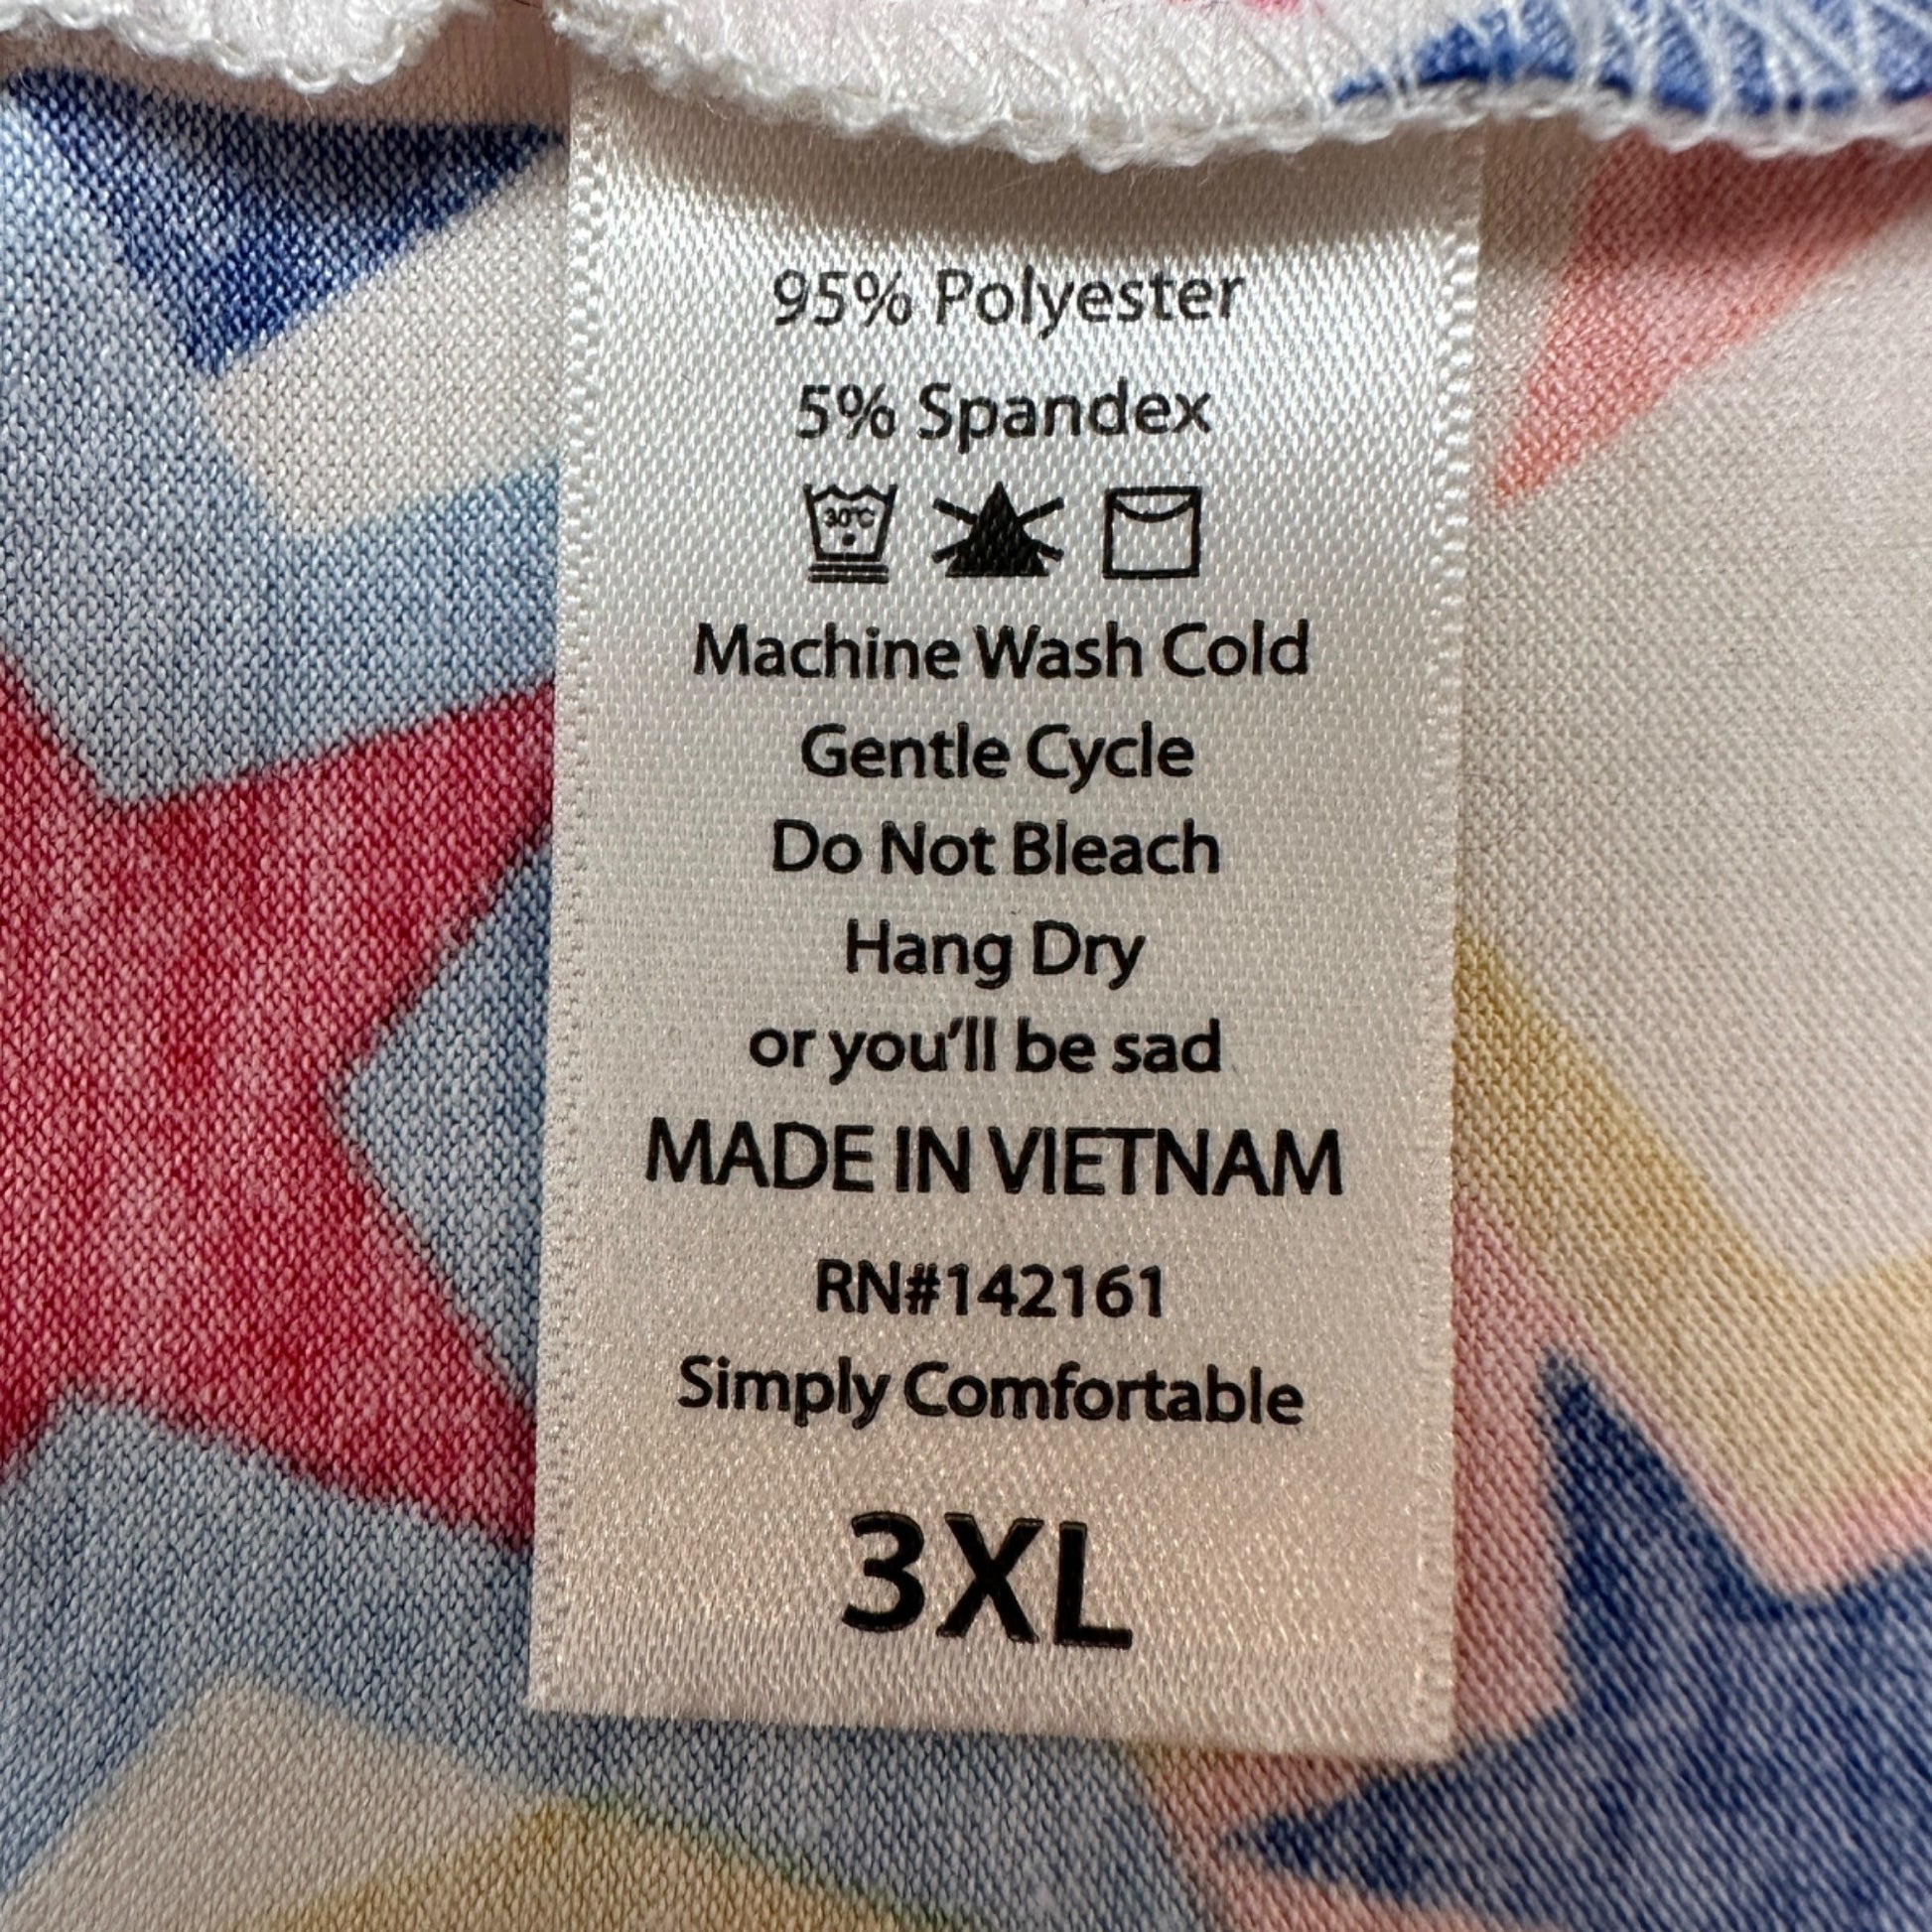 95% Polyester
5% Spandex
30°C
Machine Wash Cold
Gentle Cycle
Do Not Bleach
Hang Dry
or you'll be sad
MADE IN VIETNAM
RN#142161
Simply Comfortable
3XL